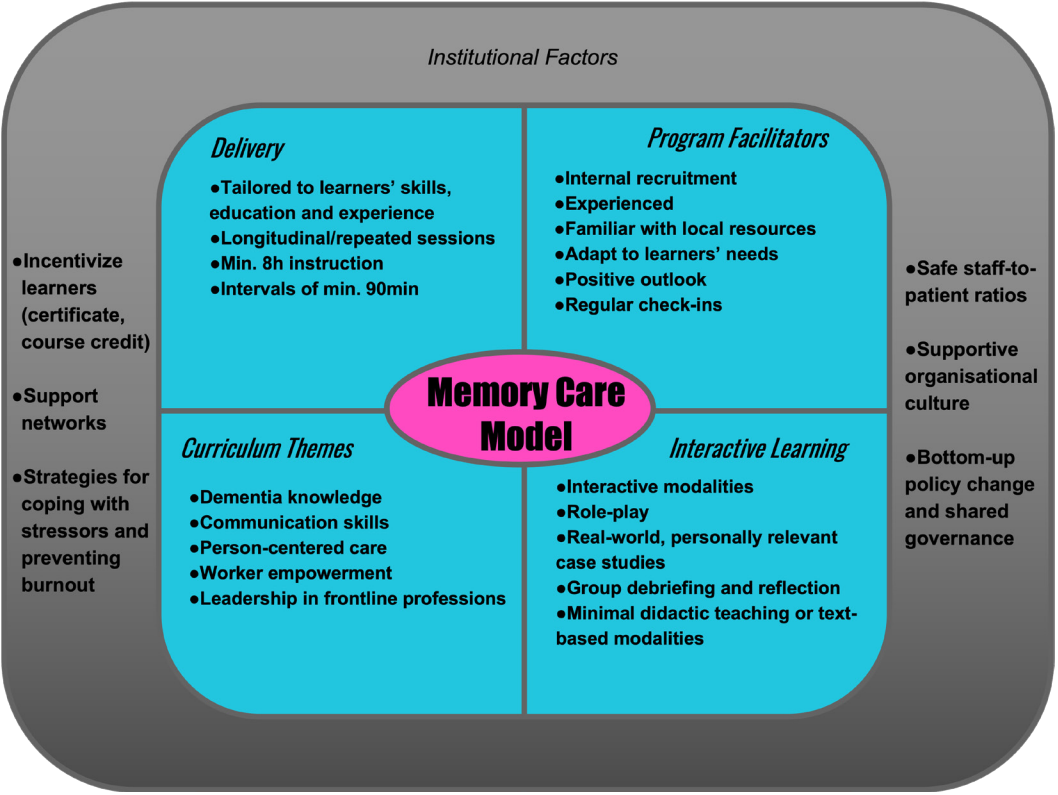 Institutional Factors
Delivery
●Tailored to learners’ skills,
education and experience
●Longitudinal/repeated sessions
●Min. 8h instruction
●Intervals of min. 90min
Program Facilitators
●Internal recruitment
●Experienced
●Familiar with local resources
●Adapt to learners’ needs
●Positive outlook
●Regular check-ins
●Incentivize
learners
(certificate,
course credit)
●Support
networks
●Strategies for
coping with
stressors and
preventing
burnout
Memory Care
Model
●Safe staff-to-
patient ratios
●Supportive
organisational
culture
●Bottom-up
policy change
and shared
governance
Curriculum Themes
●Dementia knowledge
●Communication skills
●Person-centered care
●Worker empowerment
●Leadership in frontline professions
Interactive Learning
●Interactive modalities
●Role-play
●Real-world, personally relevant
case studies
●Group debriefing and reflection
●Minimal didactic teaching or text-
based modalities